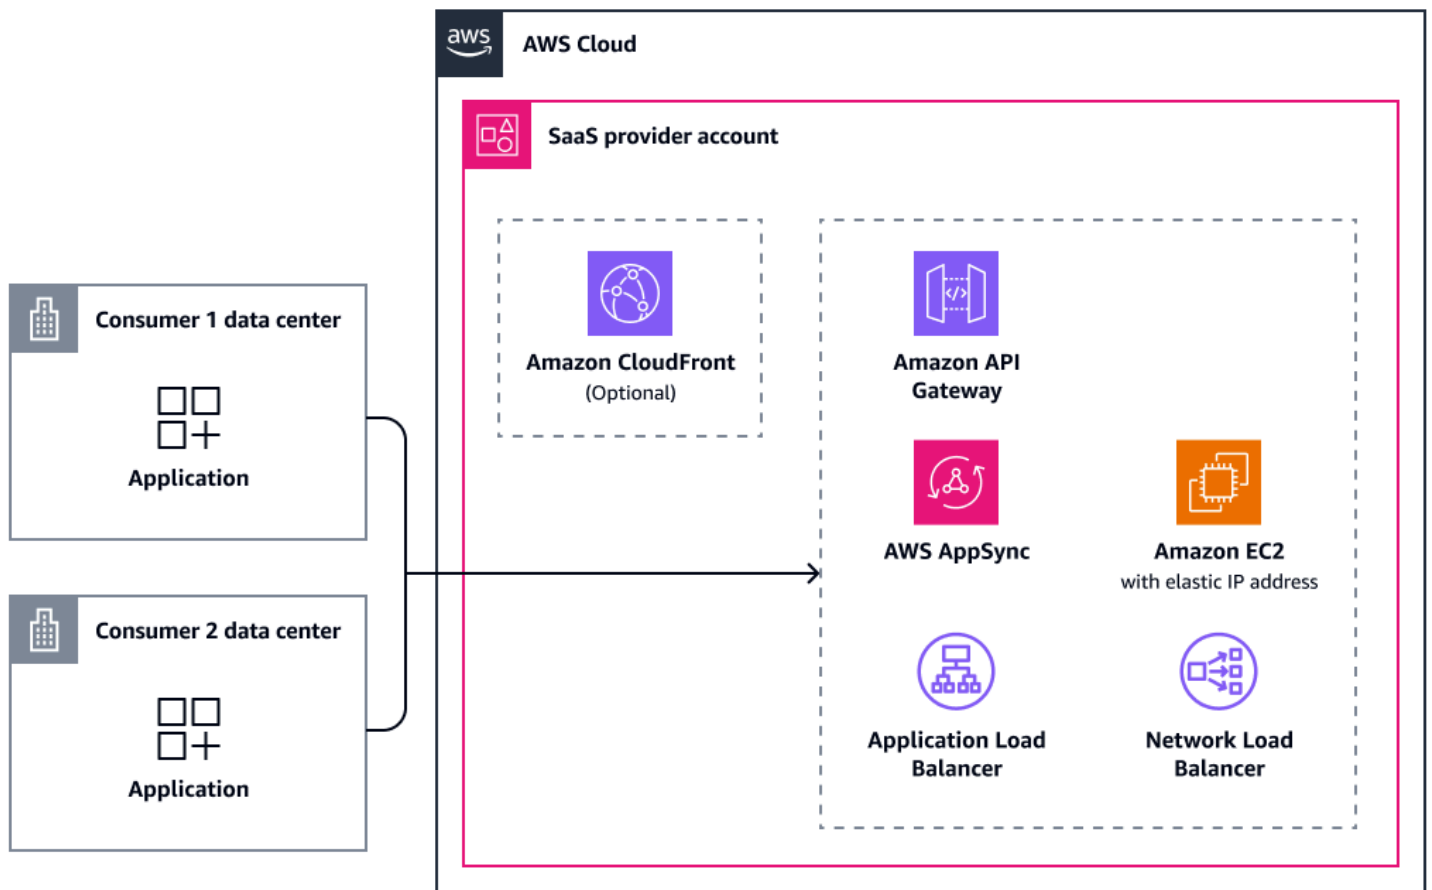 aws
AWS Cloud
SaaS provider account
Amazon CloudFront
(Optional)
Amazon API
Gateway
</>
Consumer 1 data center
Application
AWS AppSync
Amazon EC2
with elastic IP address
Consumer 2 data center
Application
Application Load
Balancer
Network Load
Balancer